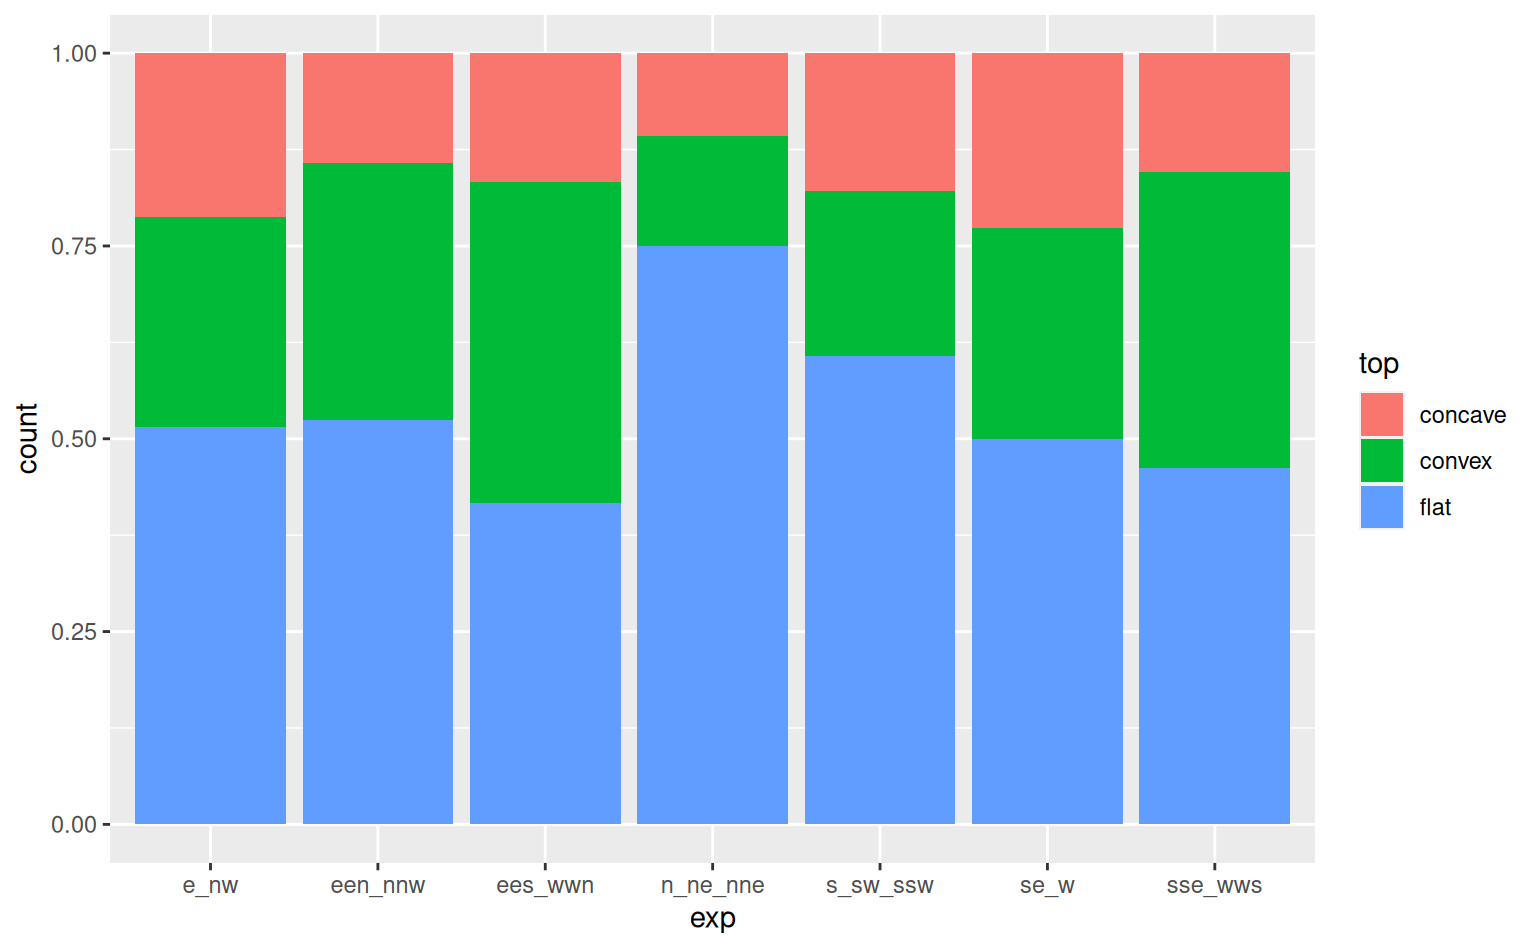 1.00
0.75
0.50
0.25
0.00
count
e_nw een_nnw ees_wwn n_ne_nne s_sw_ssw se_w sse_wws
exp
top
concave
convex
flat